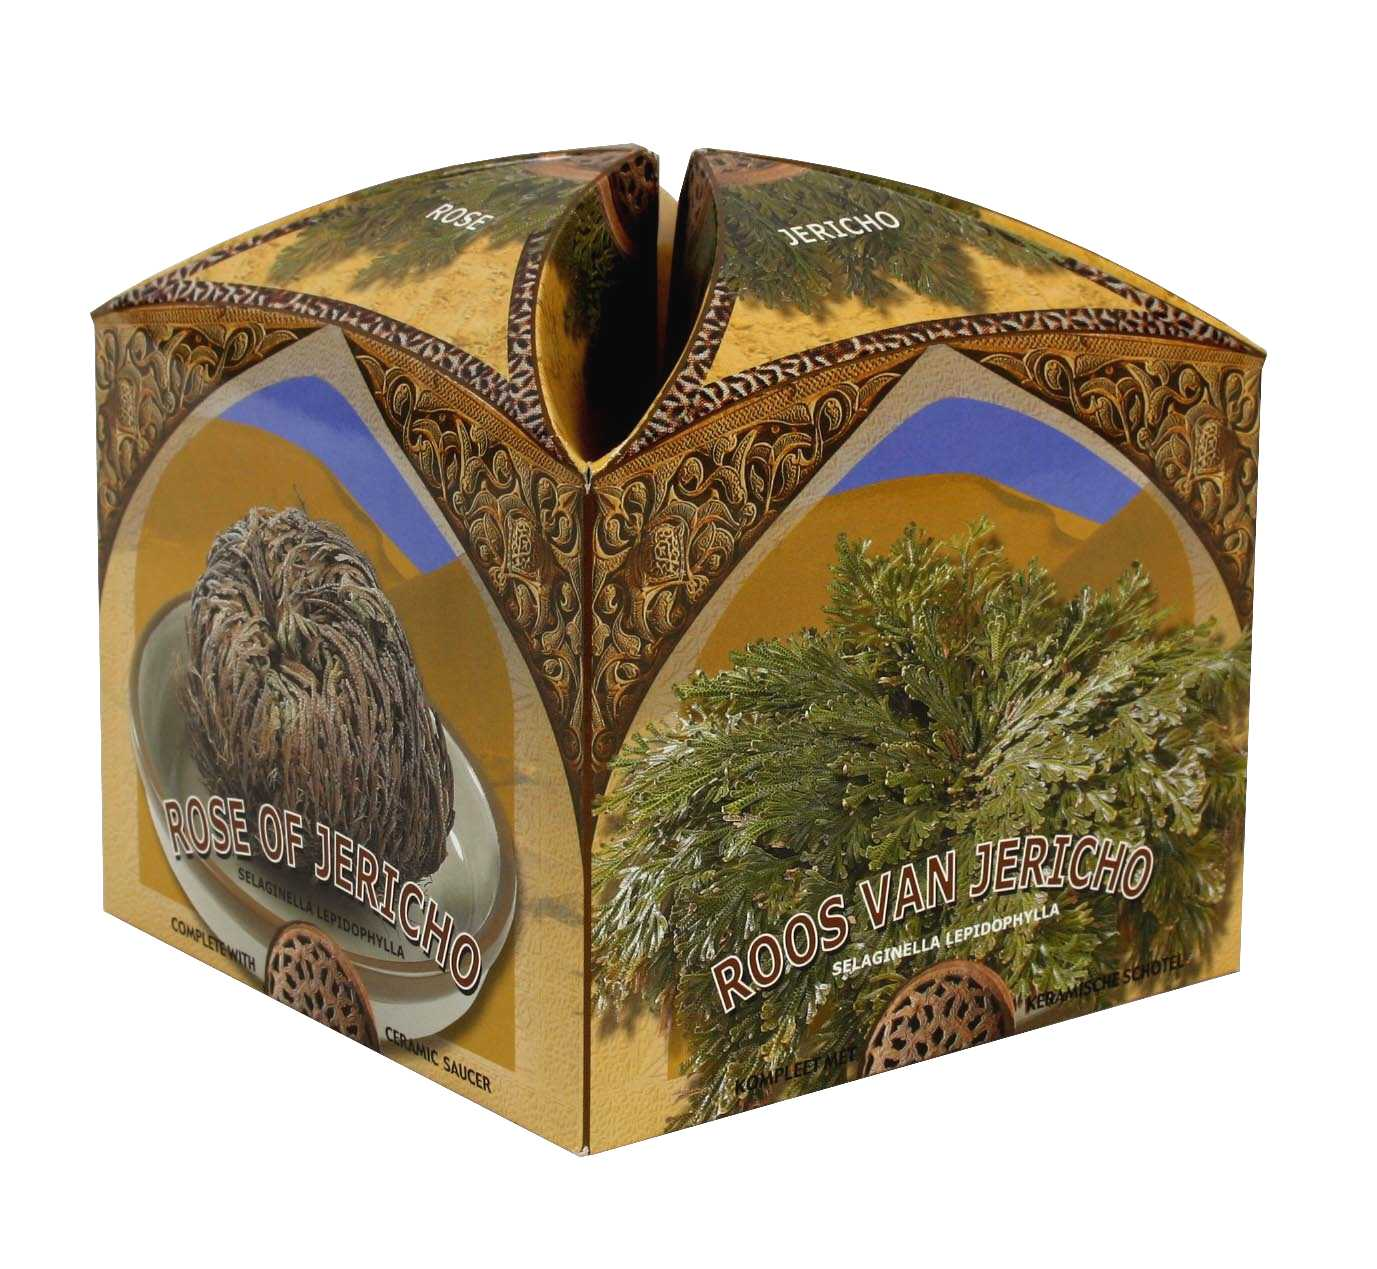 ROSE
JERICHO
ROSE OF JERICHO
SELAGINELLA LEPIDOPHYLLA
COMPLETE WITH
CERAMIC SAUCER
ROOS VAN JERICHO
SELAGINELLA LEPIDOPHYLLA
KOMPLEET MET
KERAMISCHE SCHOTEL